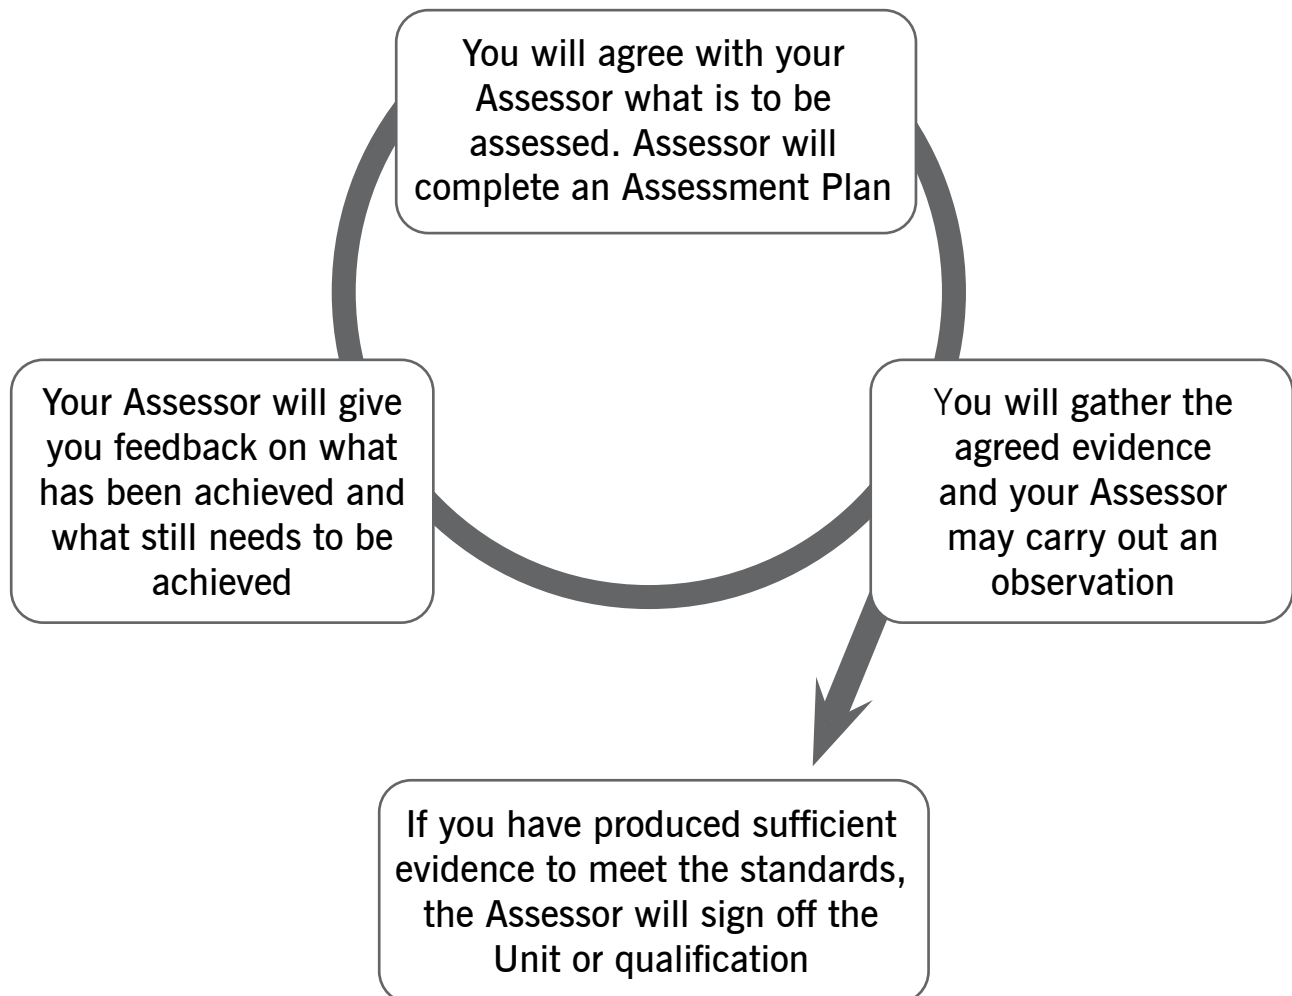 You will agree with your
Assessor what is to be
assessed. Assessor will
complete an Assessment Plan
You will gather the
agreed evidence
and your Assessor
may carry out an
observation
Your Assessor will give
you feedback on what
has been achieved and
what still needs to be
achieved
If you have produced sufficient
evidence to meet the standards,
the Assessor will sign off the
Unit or qualification